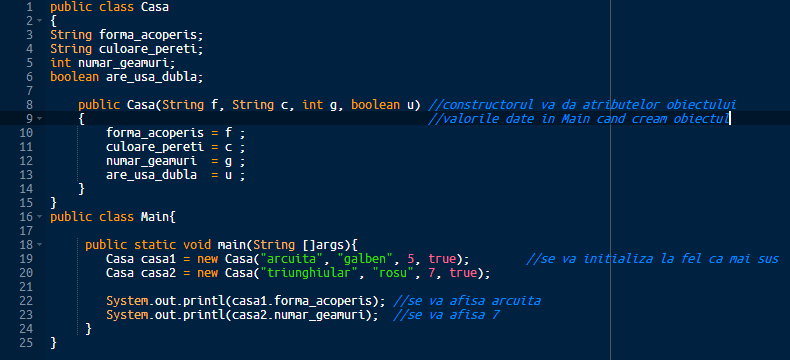 1 public class Casa
2 {
3 String forma_acoperis;
4 String culoare_pereti;
5 int numar_geamuri;
6 boolean are_usa_dubla;
7
8 public Casa(String f, String c, int g, boolean u) //constructorul va da atributelor obiectului
9 { //valorile date in Main cand cream obiectul
10 forma_acoperis = f ;
11 culoare_pereti = c ;
12 numar_geamuri  = g ;
13 are_usa_dubla  = u ;
14 }
15 }
16 public class Main{
17
18 public static void main(String []args){
19 Casa casa1 = new Casa("arcuita", "galben", 5, true); //se va initializa la fel ca mai sus
20 Casa casa2 = new Casa("triunghiular", "rosu", 7, true);
21
22 System.out.printl(casa1.forma_acoperis); //se va afisa arcuita
23 System.out.printl(casa2.numar_geamuri);  //se va afisa 7
24 }
25 }